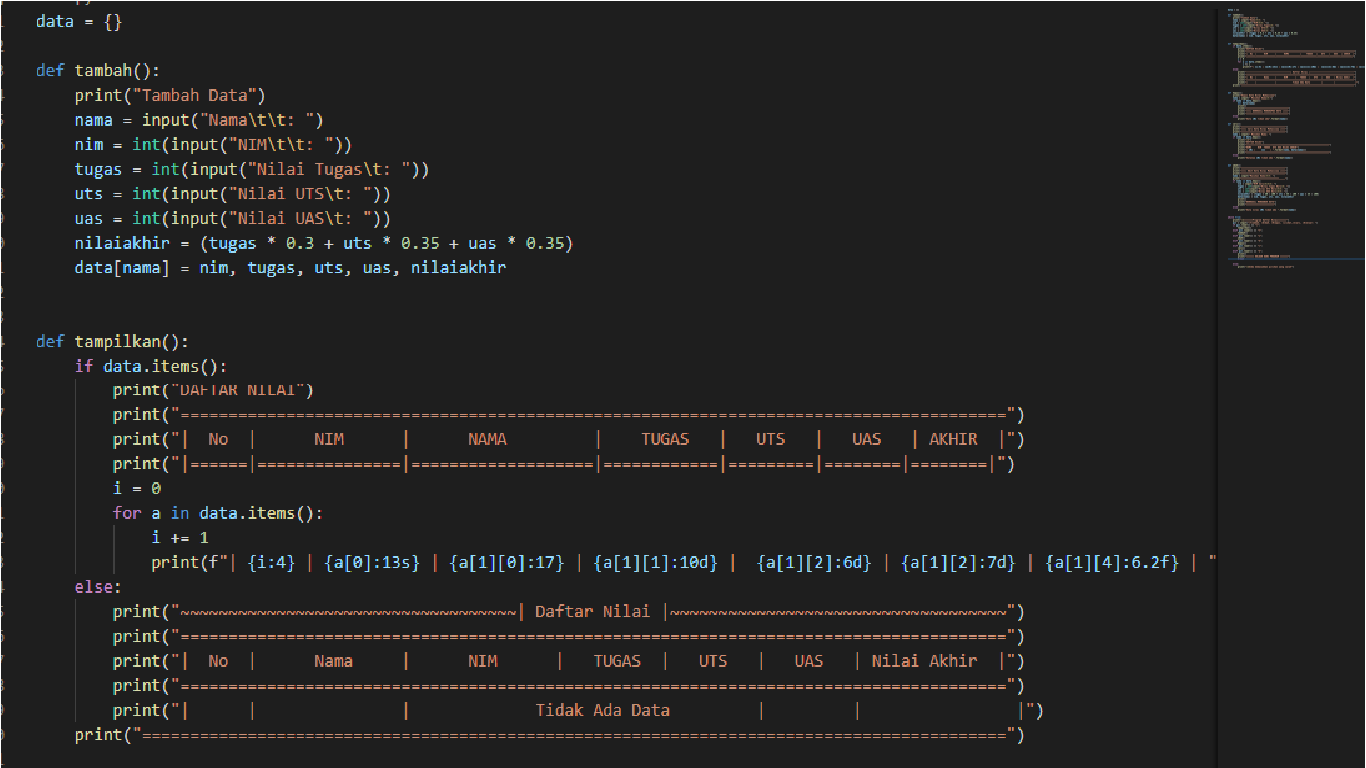 data = {}
def tambah():
    print("Tambah Data")
    nama = input("Nama\t\t: ")
    nim = int(input("NIM\t\t: "))
    tugas = int(input("Nilai Tugas\t: "))
    uts = int(input("Nilai UTS\t: "))
    uas = int(input("Nilai UAS\t: "))
    nilaiakhir = (tugas * 0.3 + uts * 0.35 + uas * 0.35)
    data[nama] = nim, tugas, uts, uas, nilaiakhir
def tampilkan():
    if data.items():
        print("DAFTAR NILAI")
        print("======================================================================================")
        print("|  No  |      NIM      |      NAMA         |    TUGAS   |   UTS   |   UAS  | AKHIR  |")
        print("|======|===============|===================|============|=========|========|========|")
        i = 0
        for a in data.items():
            i += 1
            print(f"| {i:4} | {a[0]:13s} | {a[1][0]:17} | {a[1][1]:10d} |  {a[1][2]:6d} | {a[1][2]:7d} | {a[1][4]:6.2f} | "
    else:
        print("~~~~~~~~~~~~~~~~~~~~~~~~~~~~~~~~~~~| Daftar Nilai |~~~~~~~~~~~~~~~~~~~~~~~~~~~~~~~~~~~")
        print("======================================================================================")
        print("|  No  |      Nama     |      NIM      |   TUGAS  |   UTS   |   UAS   | Nilai Akhir  |")
        print("======================================================================================")
        print("|      |               |             Tidak Ada Data         |         |                |")
    print("==========================================================================================")